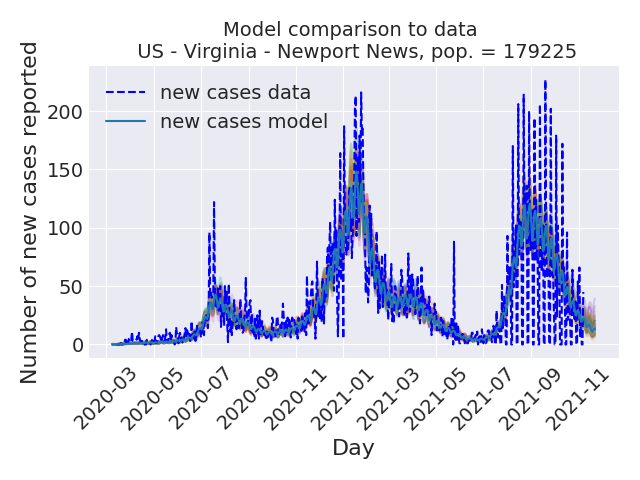 Model comparison to data
US - Virginia - Newport News, pop. = 179225
new cases data
new cases model
Number of new cases reported
200
150
100
50
0
2020-03
2020-05
2020-07
2020-09
2020-11
2021-01
2021-03
2021-05
2021-07
2021-09
2021-11
Day